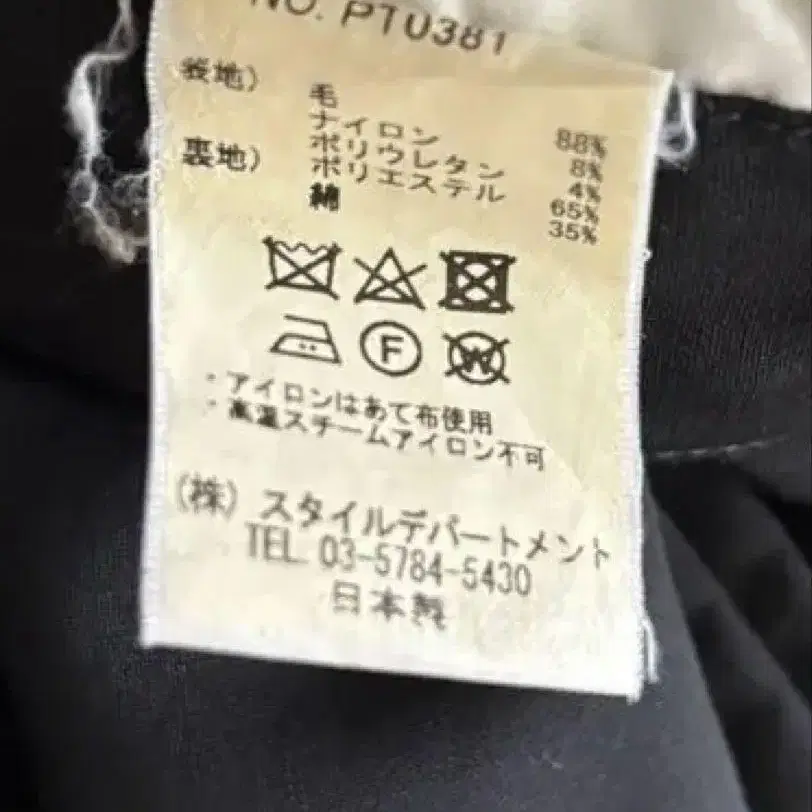 NO. PT0381
表地)
毛 88%
ナイロン 8%
ポリウレタン 4%
裏地)
ポリエステル 65%
綿 35%
F
W
・アイロンはあて布使用
・高温スチームアイロン不可
(株) スタイルデパートメント
TEL 03-5784-5430
日本製